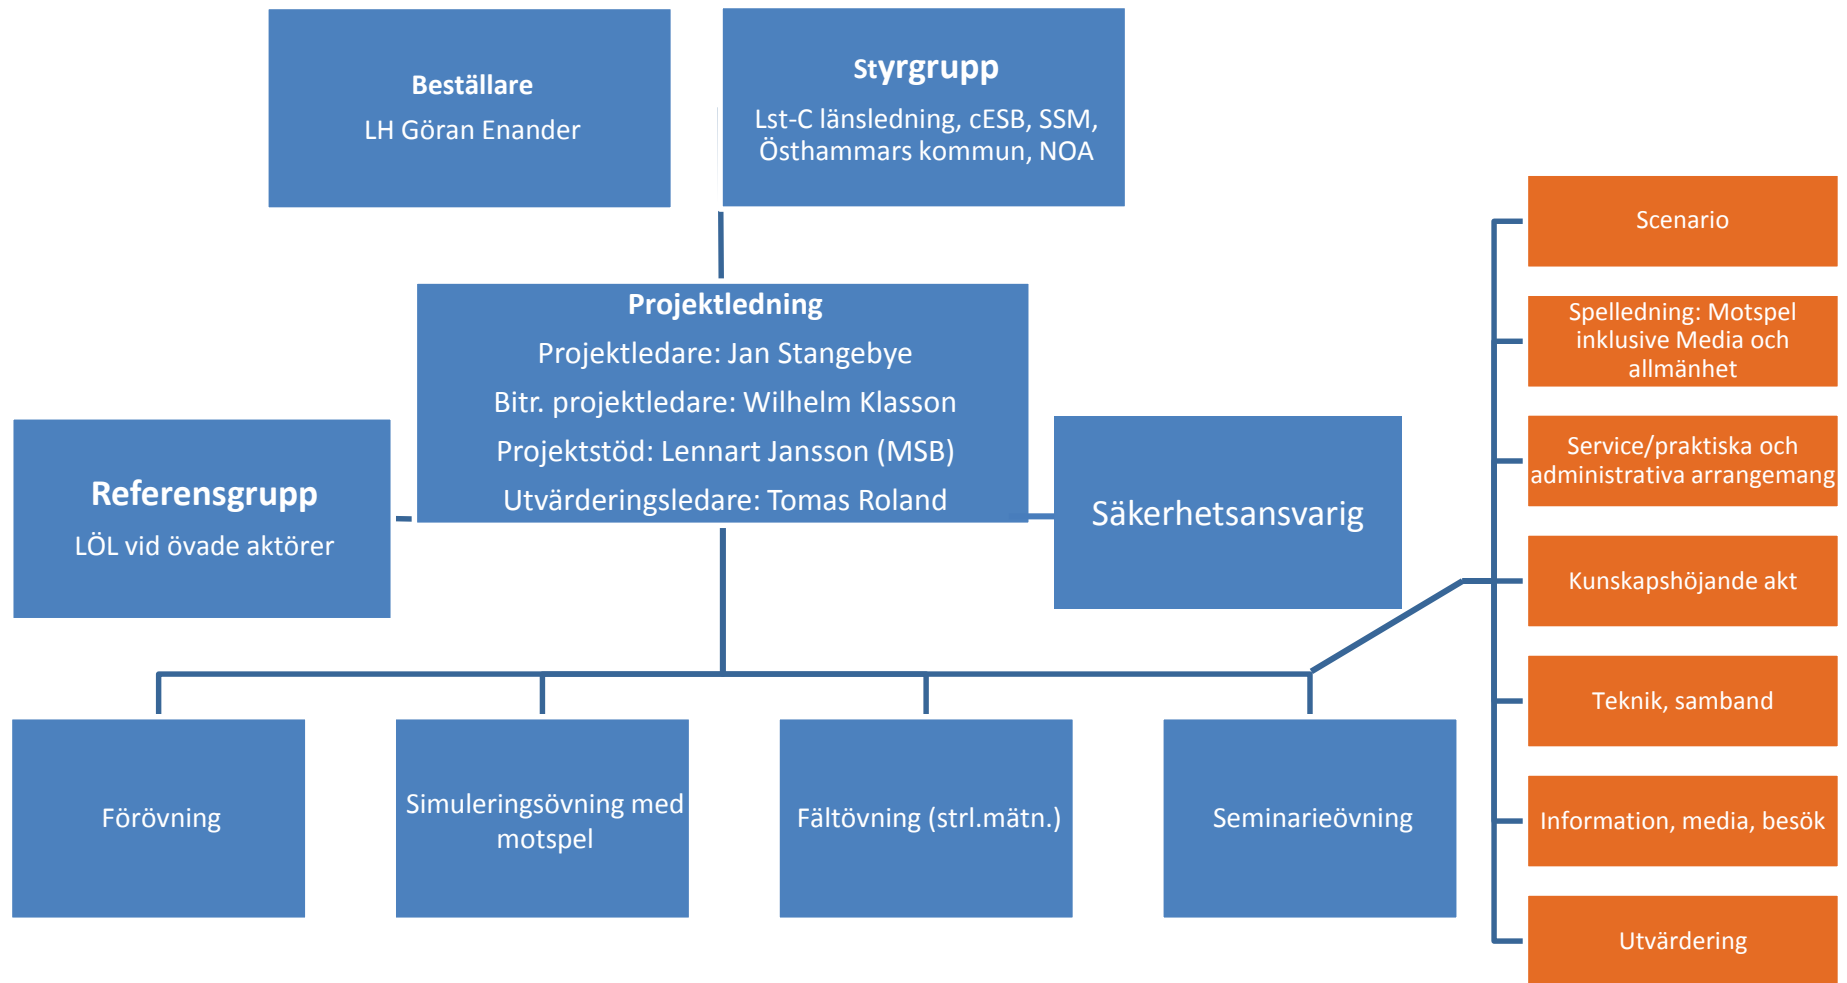 Beställare
LH Göran Enander
Styrgrupp
Lst-C länsledning, cESB, SSM,
Östhammars kommun, NOA
Projektledning
Projektledare: Jan Stangebye
Bitr. projektledare: Wilhelm Klasson
Projektstöd: Lennart Jansson (MSB)
Utvärderingsledare: Tomas Roland
Referensgrupp
LÖL vid övade aktörer
Säkerhetsansvarig
Förövning
Simuleringsövning med
motspel
Fältövning (strl.mätn.)
Seminarieövning
Scenario
Spelledning: Motspel
inklusive Media och
allmänhet
Service/praktiska och
administrativa arrangemang
Kunskapshöjande akt
Teknik, samband
Information, media, besök
Utvärdering